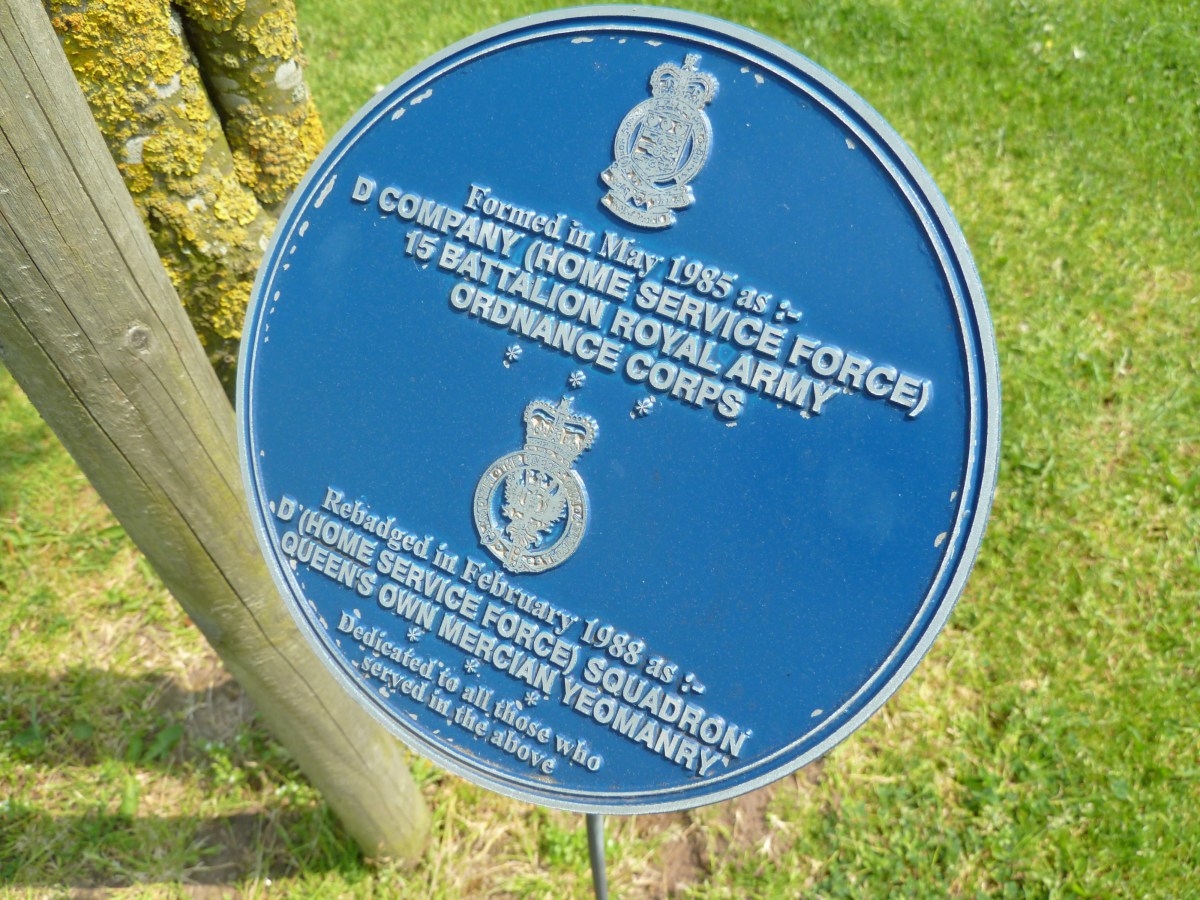 Formed in May 1985 as :-
D COMPANY (HOME SERVICE FORCE)
15 BATTALION ROYAL ARMY
ORDNANCE CORPS
* * *
Rebadged in February 1988 as :-
D (HOME SERVICE FORCE) SQUADRON
QUEEN'S OWN MERCIAN YEOMANRY
* * *
Dedicated to all those who
served in the above